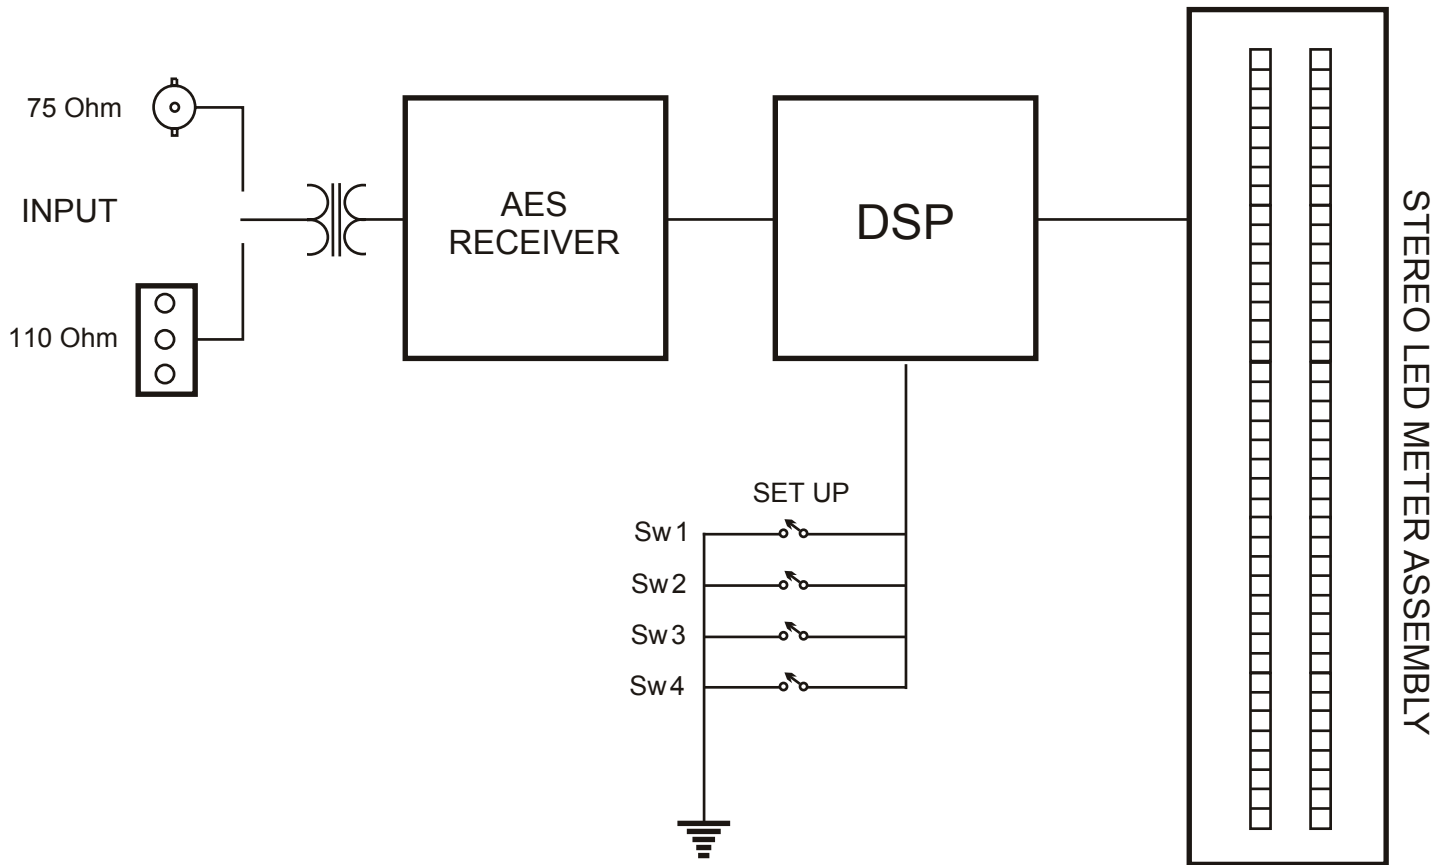 75 Ohm
INPUT
110 Ohm
AES
RECEIVER
DSP
SET UP
Sw1
Sw2
Sw3
Sw4
STEREO LED METER ASSEMBLY